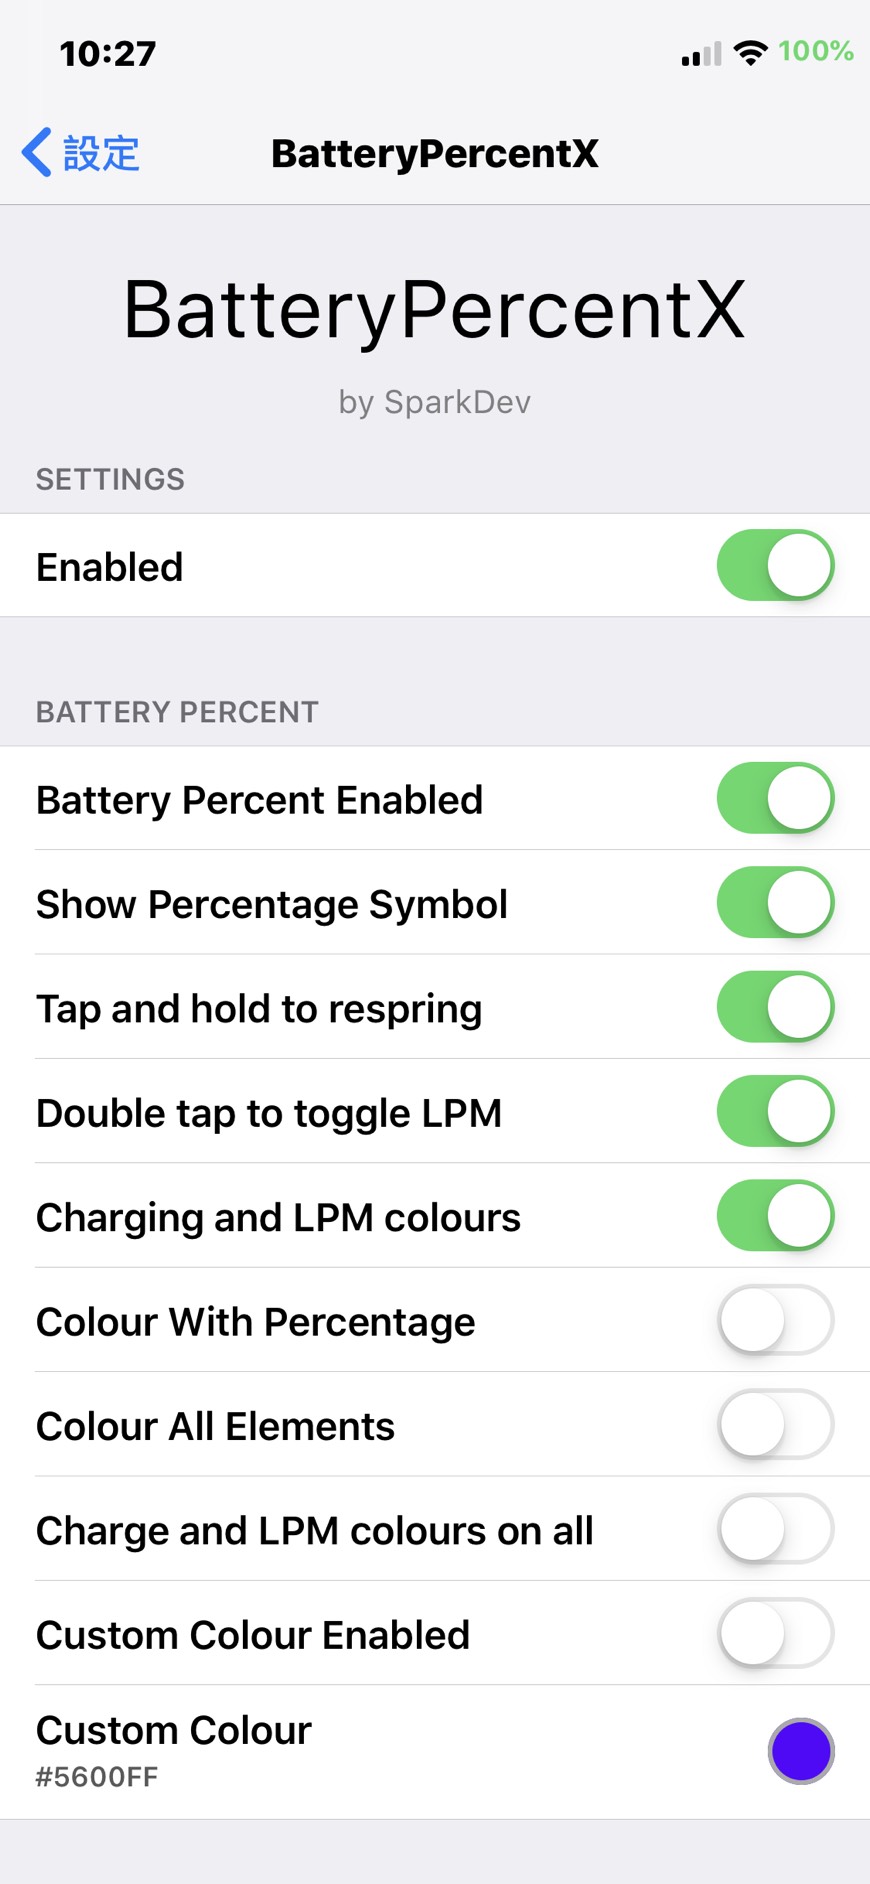 10:27
100%
設定
BatteryPercentX
BatteryPercentX
by SparkDev
SETTINGS
Enabled
BATTERY PERCENT
Battery Percent Enabled
Show Percentage Symbol
Tap and hold to respring
Double tap to toggle LPM
Charging and LPM colours
Colour With Percentage
Colour All Elements
Charge and LPM colours on all
Custom Colour Enabled
Custom Colour
#5600FF